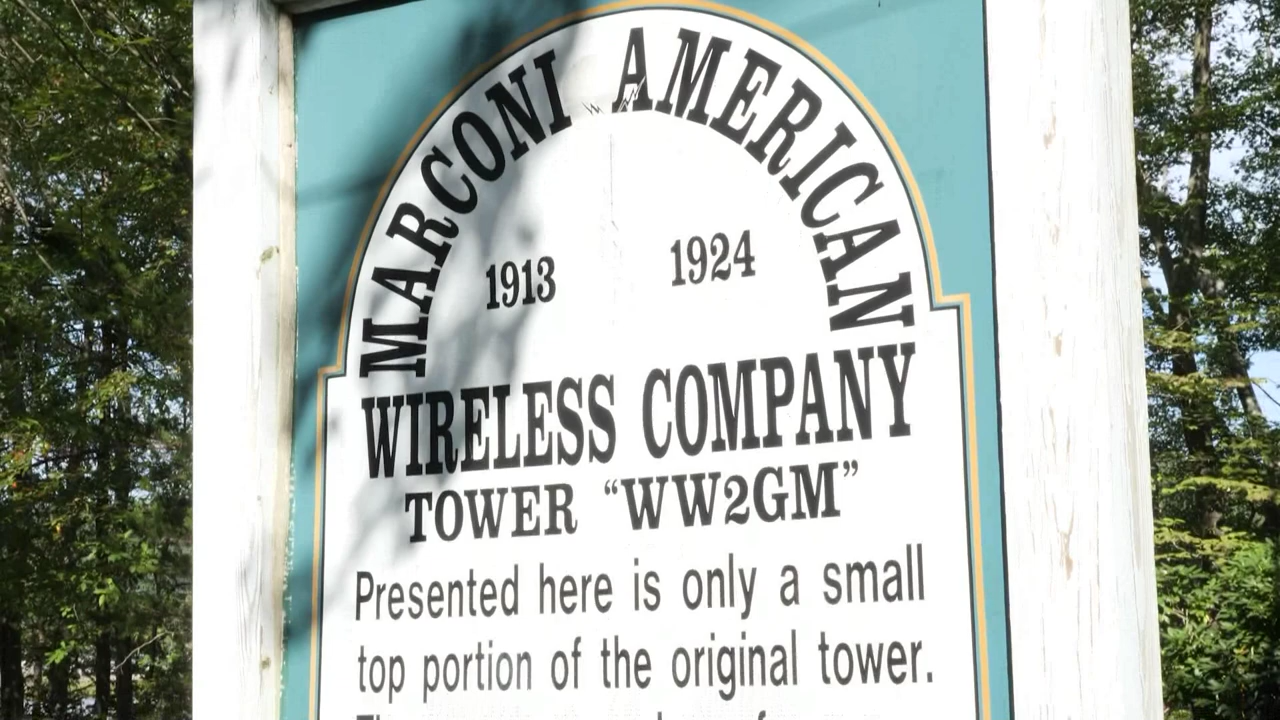 MARCONI AMERICAN
1913 1924
WIRELESS COMPANY
TOWER “WW2GM”
Presented here is only a small
top portion of the original tower.